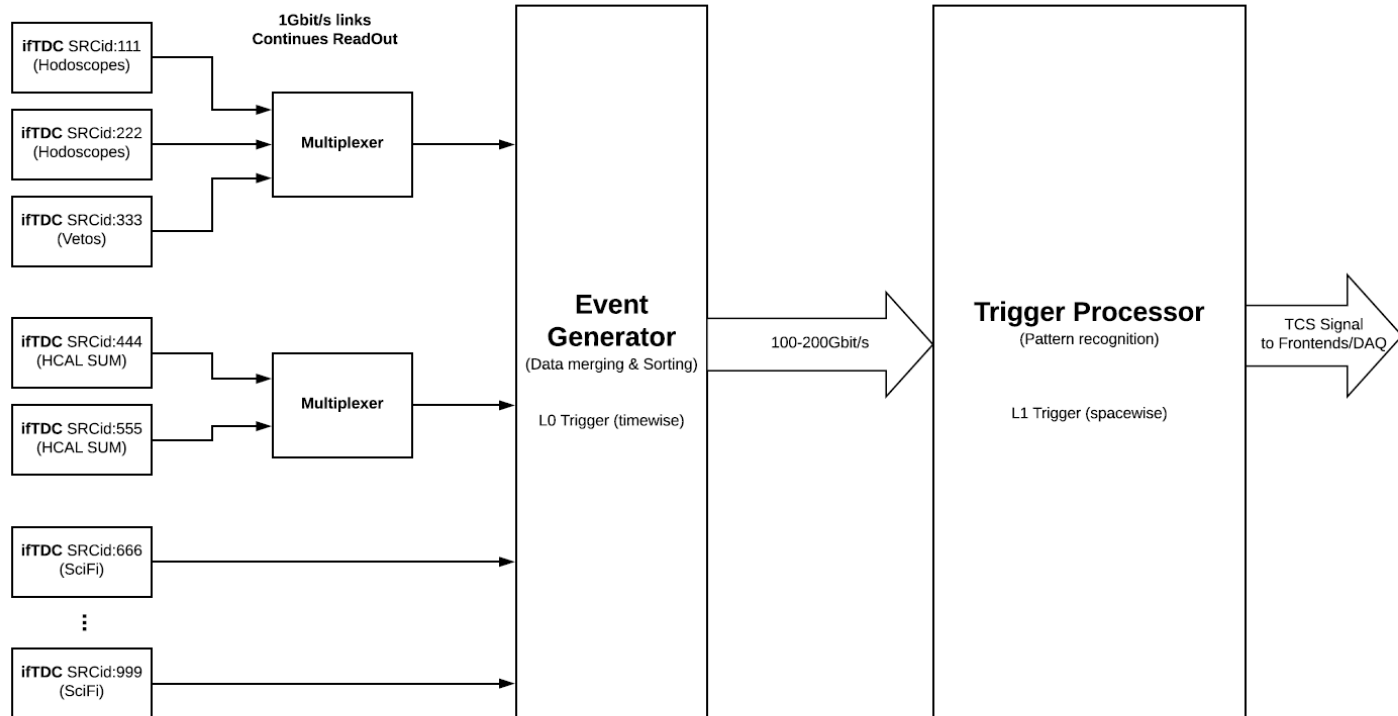 1Gbit/s links
Continues ReadOut
ifTDC SRCid:111
(Hodoscopes)
ifTDC SRCid:222
(Hodoscopes)
ifTDC SRCid:333
(Vetos)
Multiplexer
ifTDC SRCid:444
(HCAL SUM)
ifTDC SRCid:555
(HCAL SUM)
Multiplexer
ifTDC SRCid:666
(SciFi)
...
ifTDC SRCid:999
(SciFi)
Event
Generator
(Data merging & Sorting)
L0 Trigger (timewise)
100-200Gbit/s
Trigger Processor
(Pattern recognition)
L1 Trigger (spacewise)
TCS Signal
to Frontends/DAQ